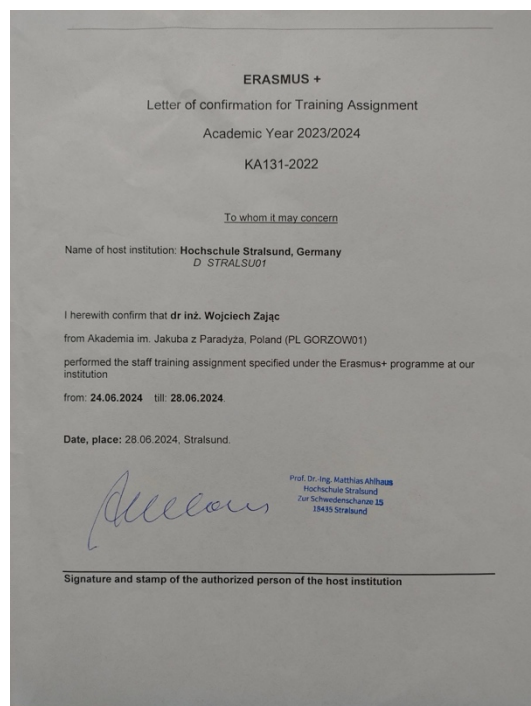 ERASMUS +
Letter of confirmation for Training Assignment
Academic Year 2023/2024
KA131-2022
To whom it may concern
Name of host institution: Hochschule Stralsund, Germany
D STRALSU01
I herewith confirm that dr inż. Wojciech Zając
from Akademia im. Jakuba z Paradyża, Poland (PL GORZOW01)
performed the staff training assignment specified under the Erasmus+ programme at our
institution
from: 24.06.2024 till: 28.06.2024.
Date, place: 28.06.2024, Stralsund.
Prof. Dr.-Ing. Matthias Ahlhaus
Hochschule Stralsund
Zur Schwedenschanze 15
18435 Stralsund
Signature and stamp of the authorized person of the host institution